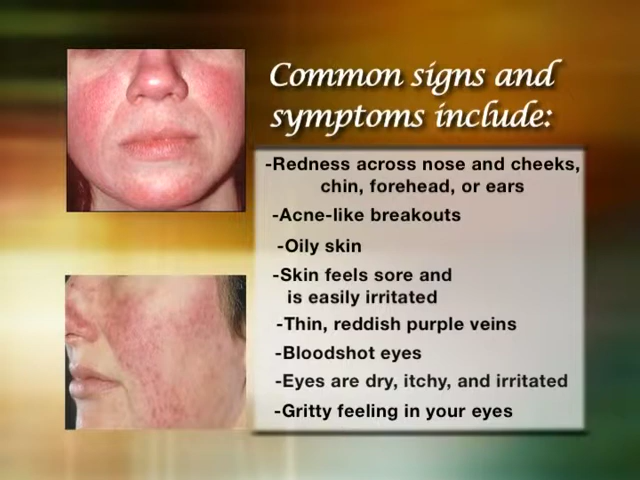 Common signs and
symptoms include:
-Redness across nose and cheeks,
chin, forehead, or ears
-Acne-like breakouts
-Oily skin
-Skin feels sore and
is easily irritated
-Thin, reddish purple veins
-Bloodshot eyes
-Eyes are dry, itchy, and irritated
-Gritty feeling in your eyes